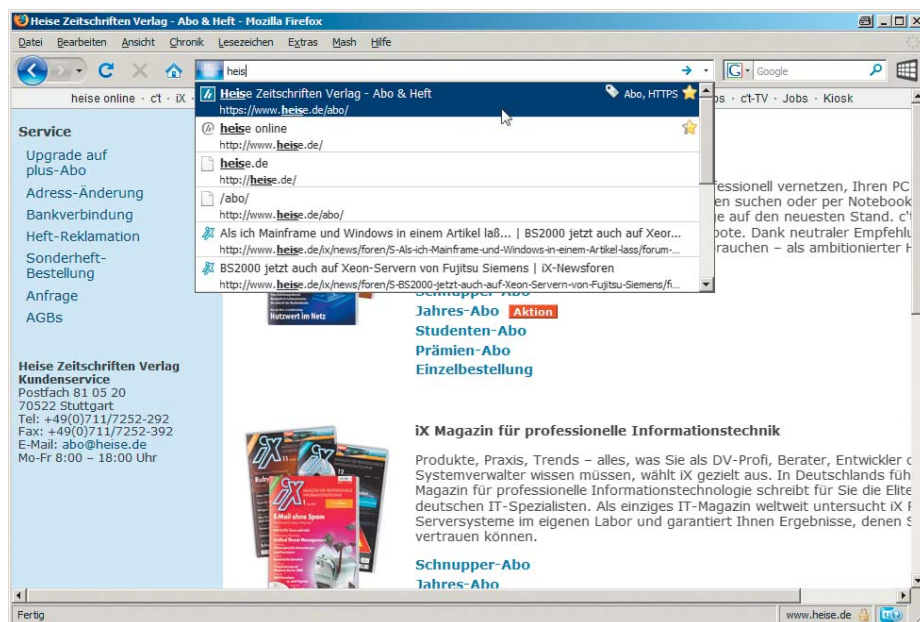 Heise Zeitschriften Verlag - Abo & Heft - Mozilla Firefox
Datei Bearbeiten Ansicht Chronik Lesezeichen Extras Mash Hilfe
heis
Google
heise online · c't · iX ·
os · c't-TV · Jobs · Kiosk
Heise Zeitschriften Verlag - Abo & Heft
Abo, HTTPS
https://www.heise.de/abo/
heise online
http://www.heise.de/
heise.de
http://heise.de/
/abo/
http://www.heise.de/abo/
Als ich Mainframe und Windows in einem Artikel laß... | BS2000 jetzt auch auf Xeor...
http://www.heise.de/ix/news/foren/S-Als-ich-Mainframe-und-Windows-in-einem-Artikel-lass/forum-...
BS2000 jetzt auch auf Xeon-Servern von Fujitsu Siemens | iX-Newsforen
http://www.heise.de/ix/news/foren/S-BS2000-jetzt-auch-auf-Xeon-Servern-von-Fujitsu-Siemens/fi...
Service
Upgrade auf
plus-Abo
Adress-Änderung
Bankverbindung
Heft-Reklamation
Sonderheft-
Bestellung
Anfrage
AGBs
Heise Zeitschriften Verlag
Kundenservice
Postfach 81 05 20
70522 Stuttgart
Tel: +49(0)711/7252-292
Fax: +49(0)711/7252-392
E-Mail: abo@heise.de
Mo-Fr 8:00 – 18:00 Uhr
fessionell vernetzen, Ihren PC
en suchen oder per Notebook
ge auf den neuesten Stand. c't
bote. Dank neutraler Empfehlu
rauchen – als ambitionierter H
Nutzwert im Netz
Schnupper-Abo
Jahres-Abo Aktion
Studenten-Abo
Prämien-Abo
Einzelbestellung
iX
11
iX
12
iX
E-Mail ohne Spam
iX Magazin für professionelle Informationstechnik
Produkte, Praxis, Trends – alles, was Sie als DV-Profi, Berater, Entwickler o
Systemverwalter wissen müssen, wählt iX gezielt aus. In Deutschlands füh
Magazin für professionelle Informationstechnologie schreibt für Sie die Elite
deutschen IT-Spezialisten. Als einziges IT-Magazin weltweit untersucht iX P
Serversysteme im eigenen Labor und garantiert Ihnen Ergebnisse, denen S
vertrauen können.
Schnupper-Abo
Jahres-Abo
Fertig
www.heise.de